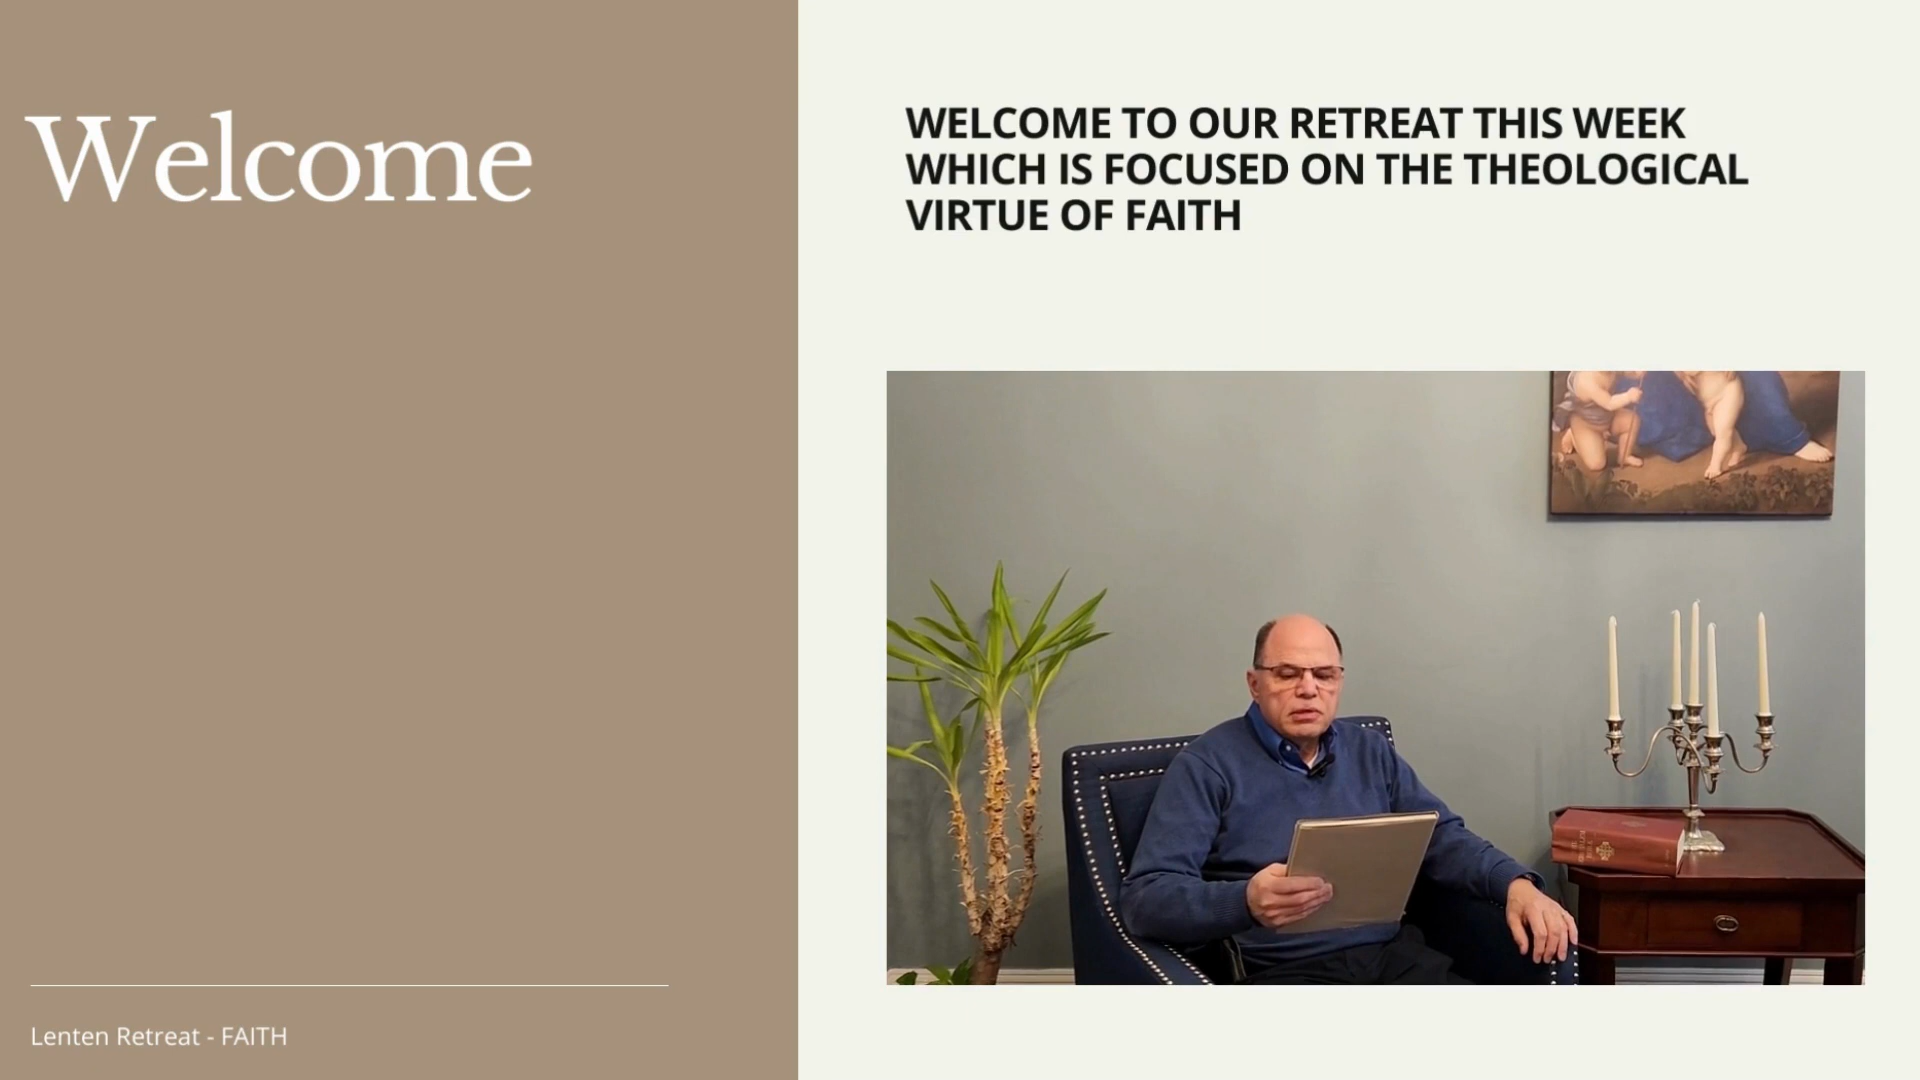 Welcome
WELCOME TO OUR RETREAT THIS WEEK
WHICH IS FOCUSED ON THE THEOLOGICAL
VIRTUE OF FAITH
Lenten Retreat - FAITH